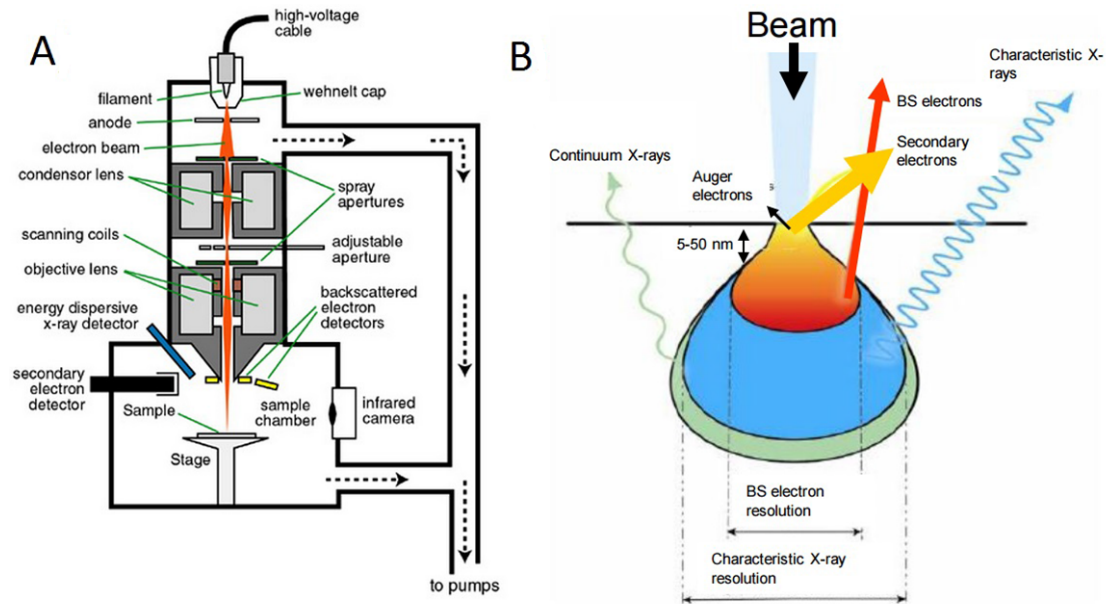 A
high-voltage
cable
filament
wehnelt cap
anode
electron beam
condensor lens
spray
apertures
scanning coils
adjustable
aperture
objective lens
energy dispersive
x-ray detector
backscattered
electron
detectors
secondary
electron
detector
Sample
sample
chamber
infrared
camera
Stage
to pumps
B
Beam
Characteristic X-
rays
BS electrons
Secondary
electrons
Continuum X-rays
Auger
electrons
s
5-50 nm
BS electron
resolution
Characteristic X-ray
resolution